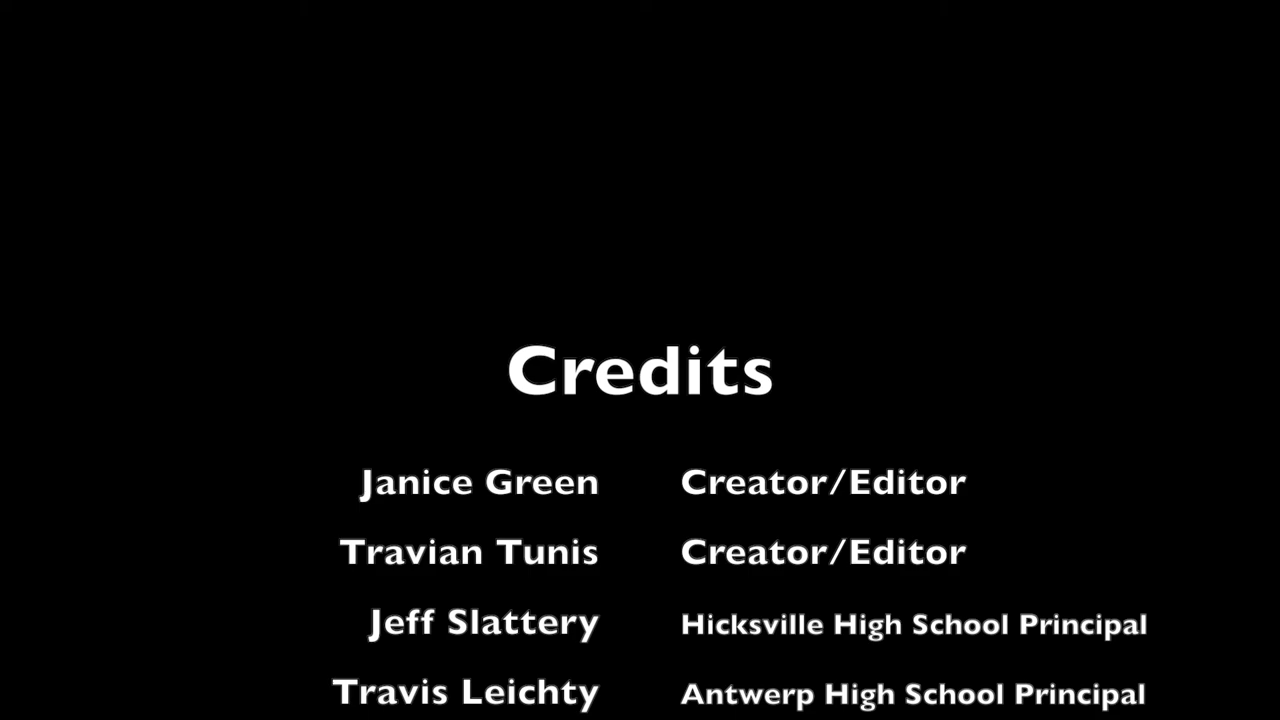 Credits
Janice Green Creator/Editor
Travian Tunis Creator/Editor
Jeff Slattery Hicksville High School Principal
Travis Leichty Antwerp High School Principal